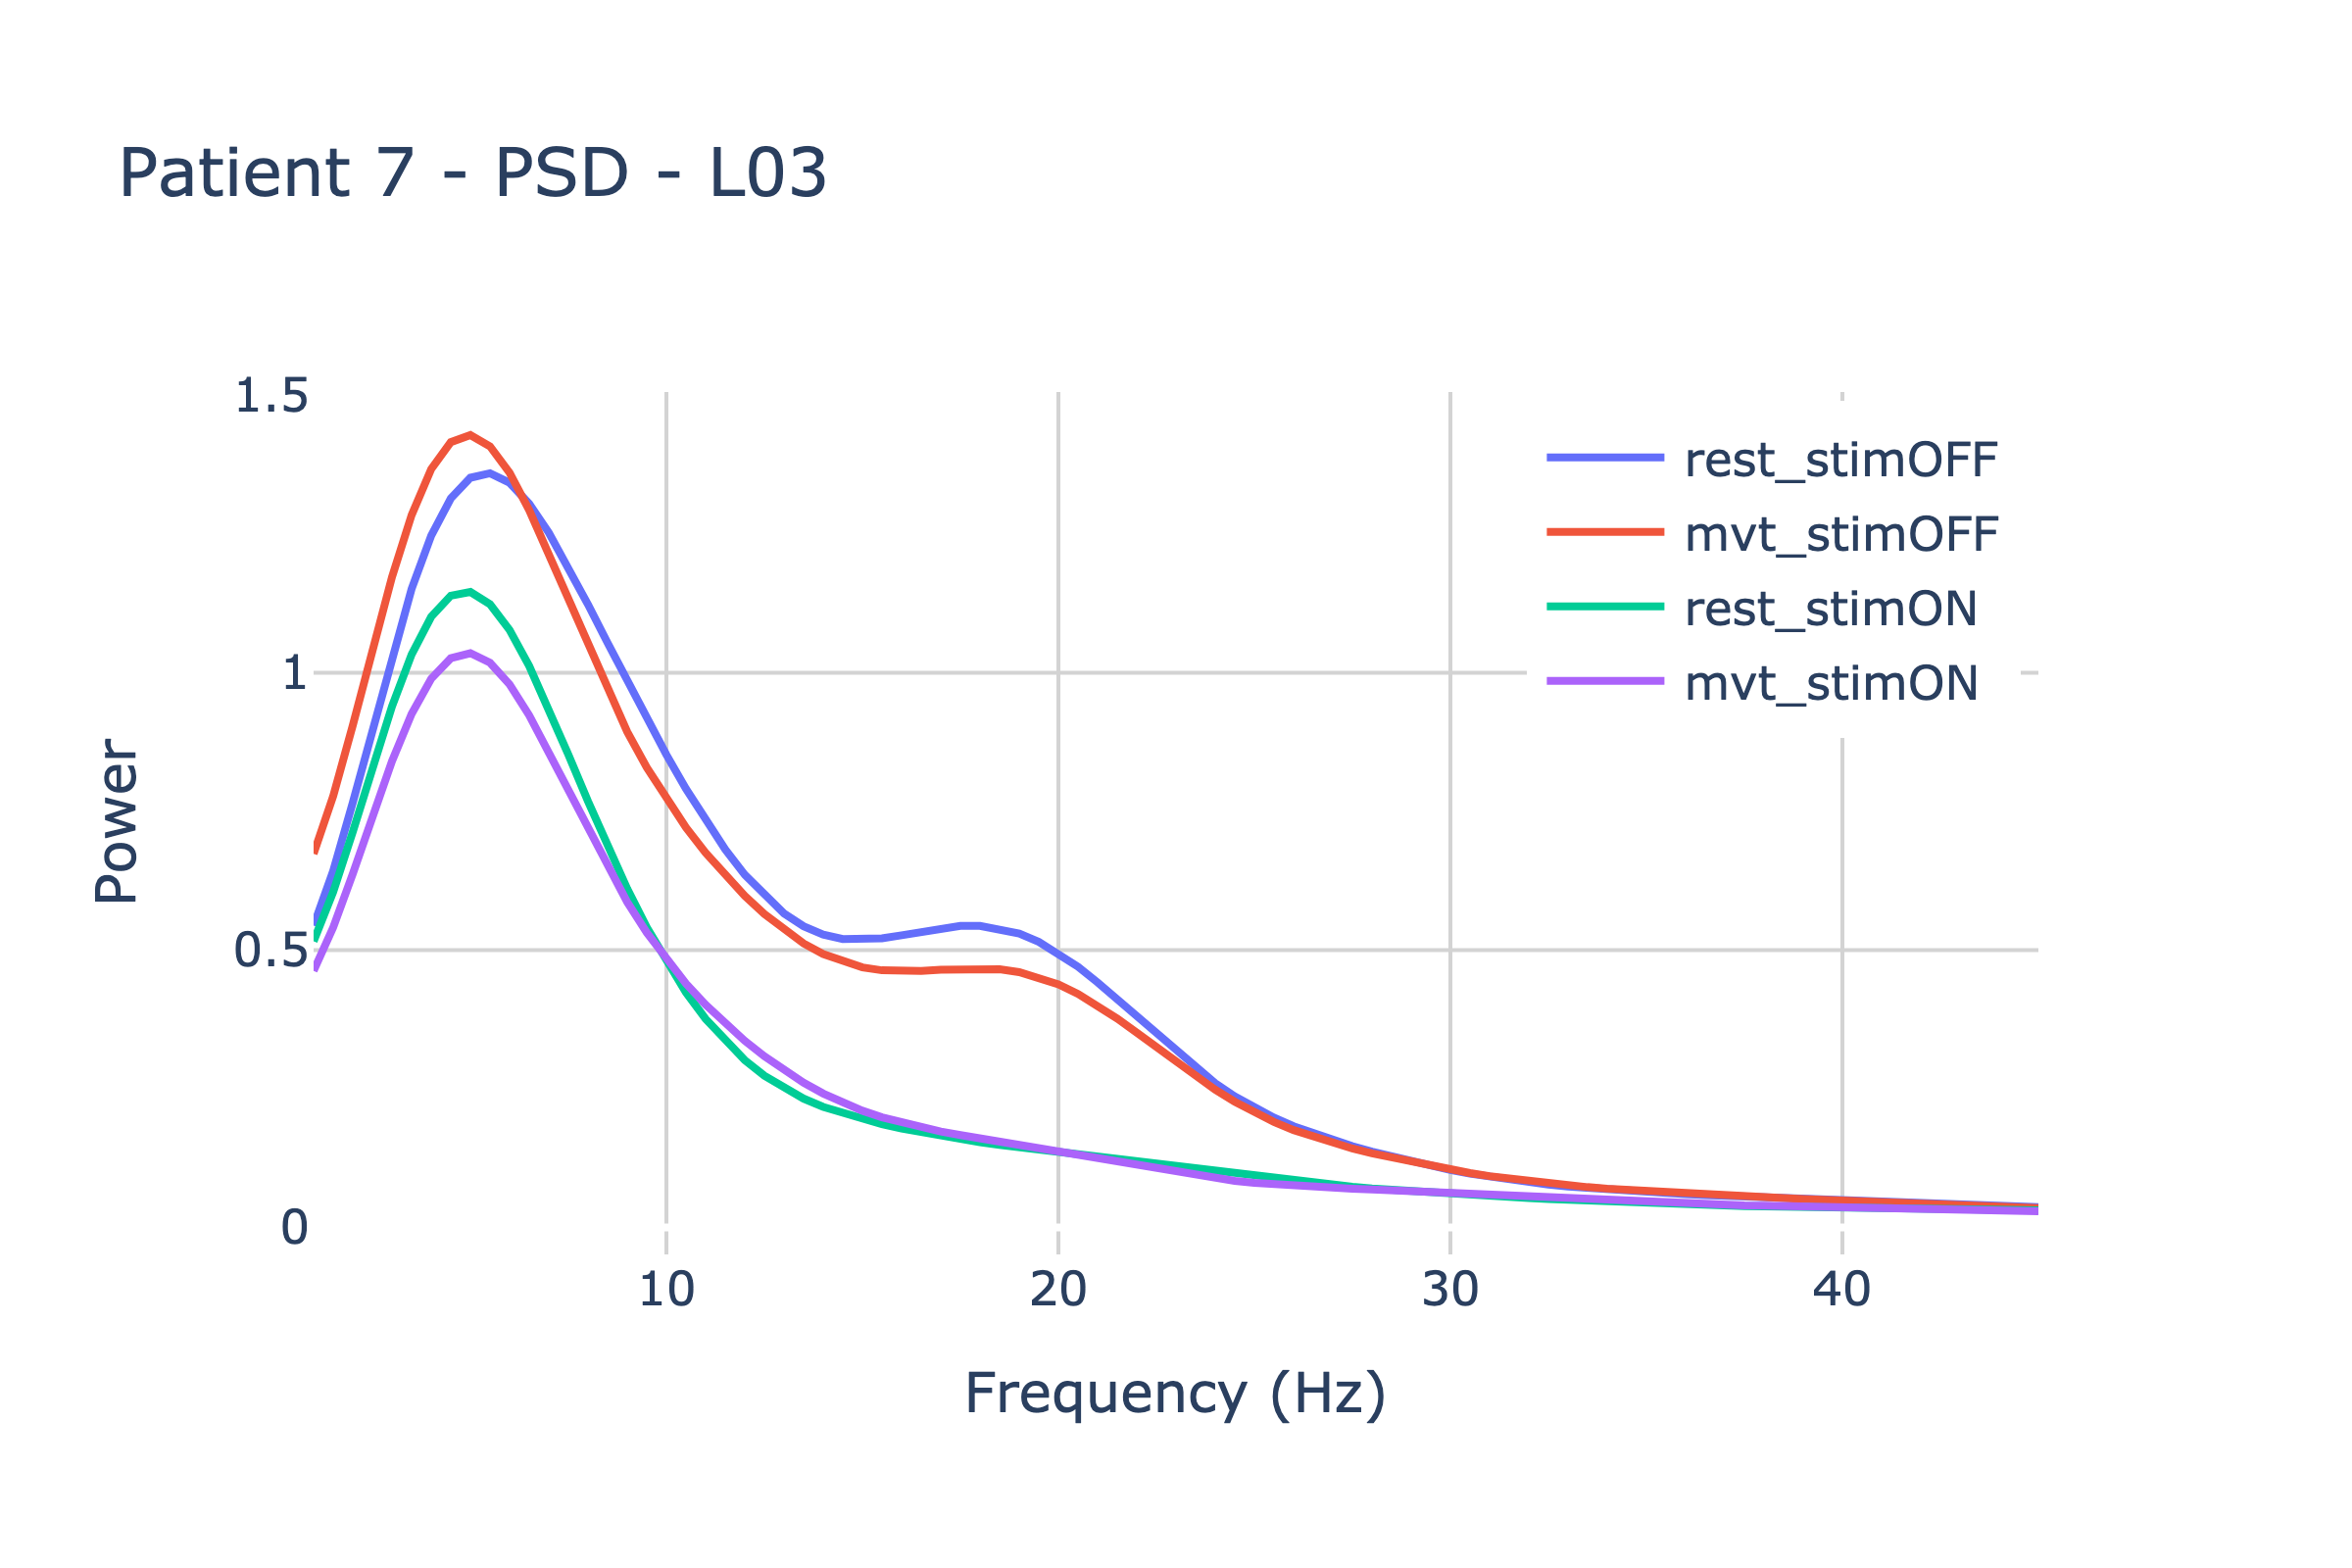 Patient 7 - PSD - L03
1.5
1
0.5
0
Power
rest_stimOFF
mvt_stimOFF
rest_stimON
mvt_stimON
10 20 30 40
Frequency (Hz)